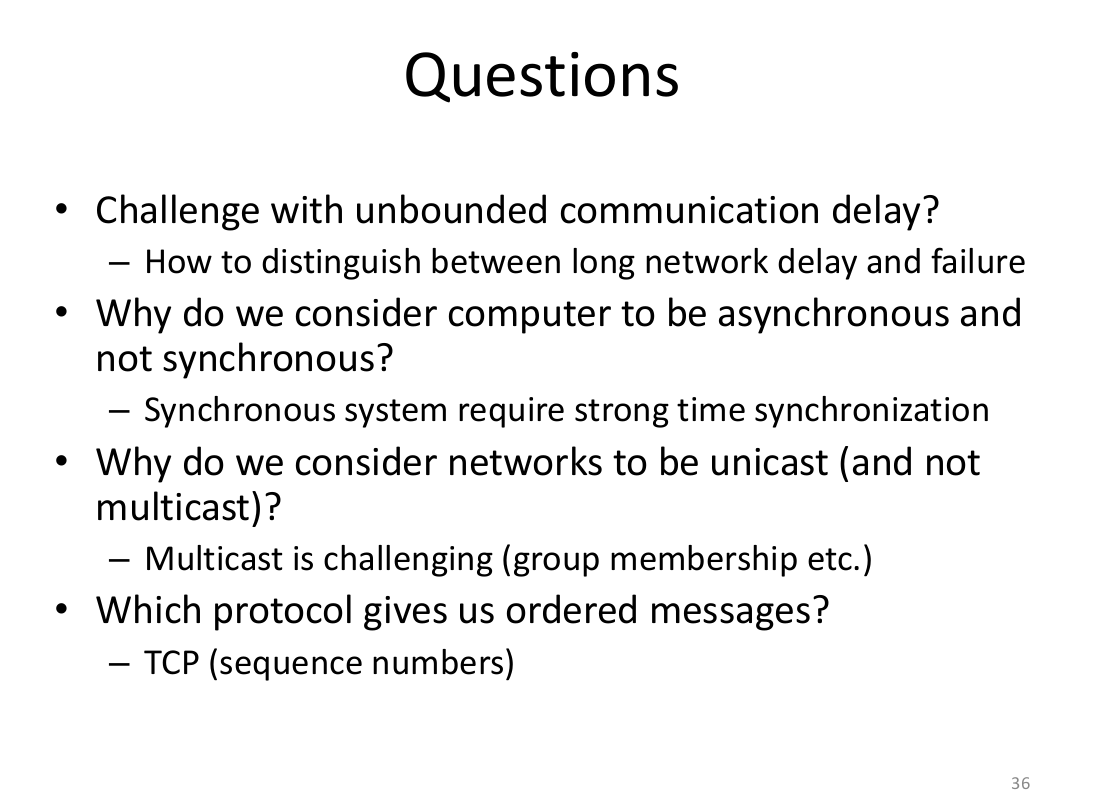 Questions
• Challenge with unbounded communication delay?
– How to distinguish between long network delay and failure
• Why do we consider computer to be asynchronous and
not synchronous?
– Synchronous system require strong time synchronization
• Why do we consider networks to be unicast (and not
multicast)?
– Multicast is challenging (group membership etc.)
• Which protocol gives us ordered messages?
– TCP (sequence numbers)
36